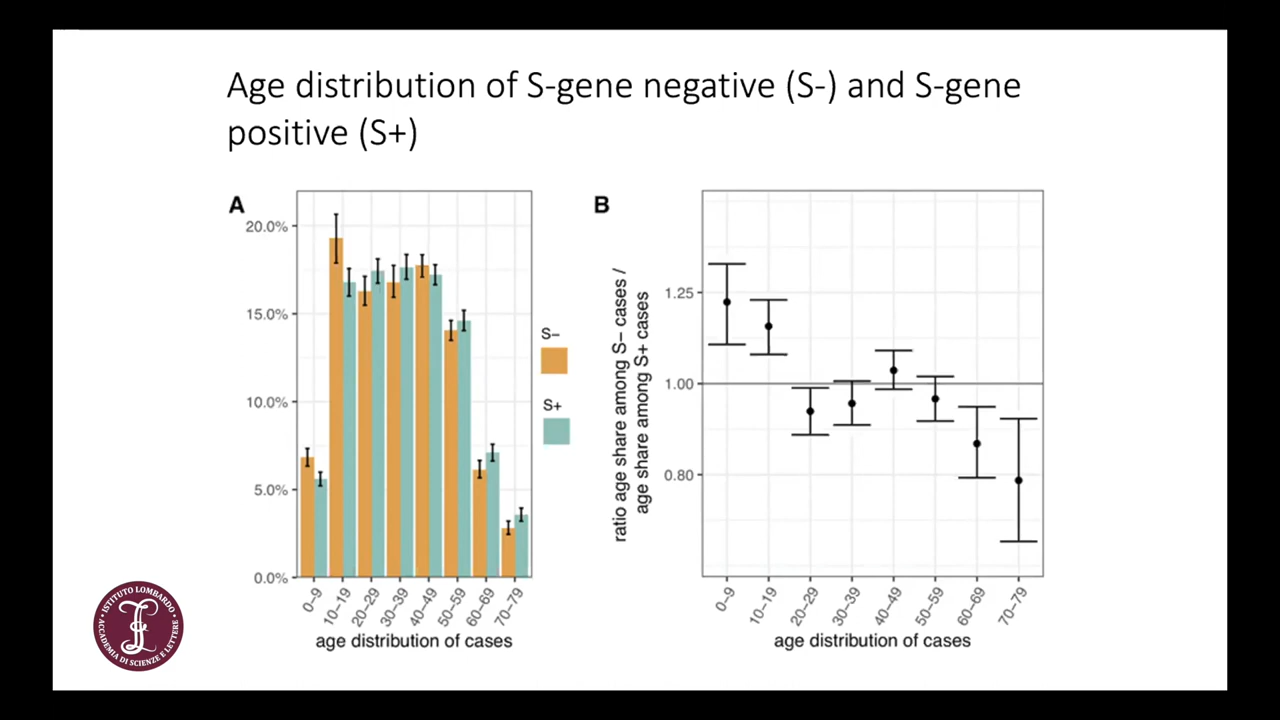 Age distribution of S-gene negative (S-) and S-gene
positive (S+)
A
20.0%
15.0%
10.0%
5.0%
0.0%
0–9
10–19
20–29
30–39
40–49
50–59
60–69
70–79
age distribution of cases
S–
S+
B
ratio age share among S– cases /
age share among S+ cases
1.25
1.00
0.80
0–9
10–19
20–29
30–39
40–49
50–59
60–69
70–79
age distribution of cases
• ISTITUTO LOMBARDO •
ACCADEMIA DI SCIENZE E LETTERE